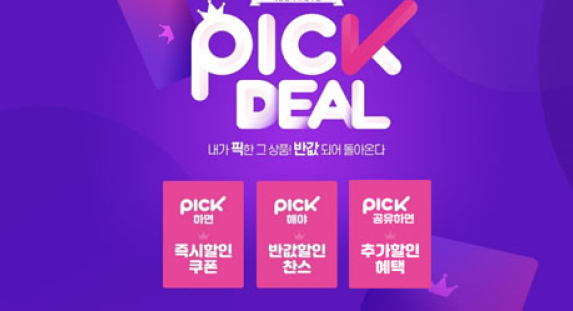 PICK
DEAL
내가 픽한 그 상품! 반값 되어 돌아온다
PICK
하면
즉시할인
쿠폰
PICK
해야
반값할인
찬스
PICK
공유하면
추가할인
혜택